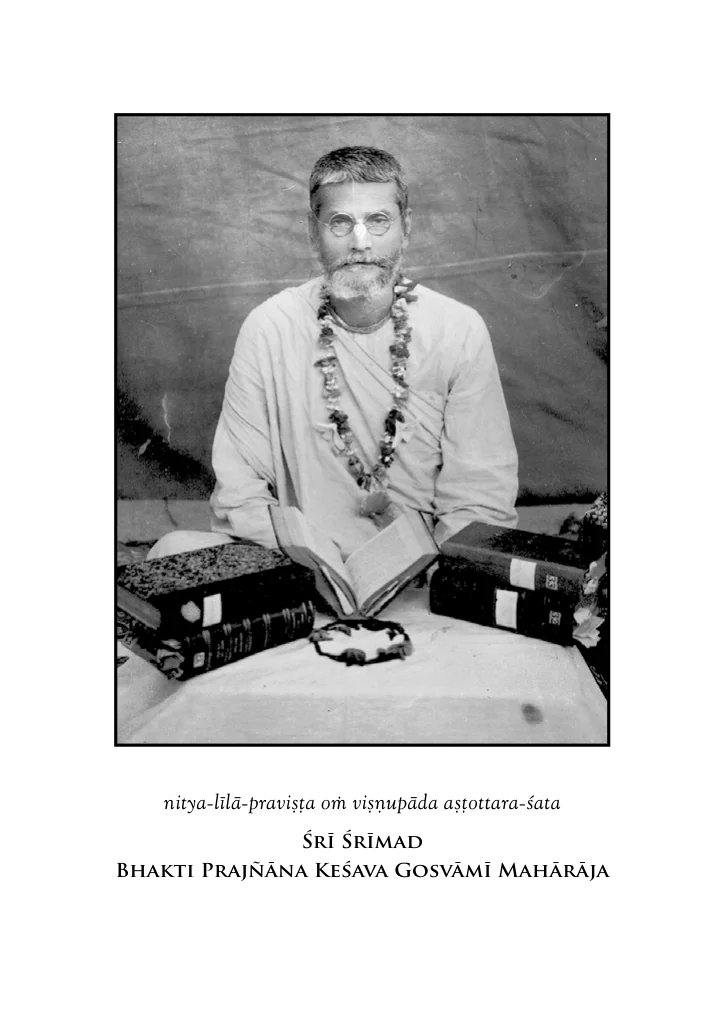 nitya-līlā-praviṣṭa oṁ viṣṇupāda aṣṭottara-śata
Śrī Śrīmad
Bhakti Prajñāna Keśava Gosvāmī Mahārāja